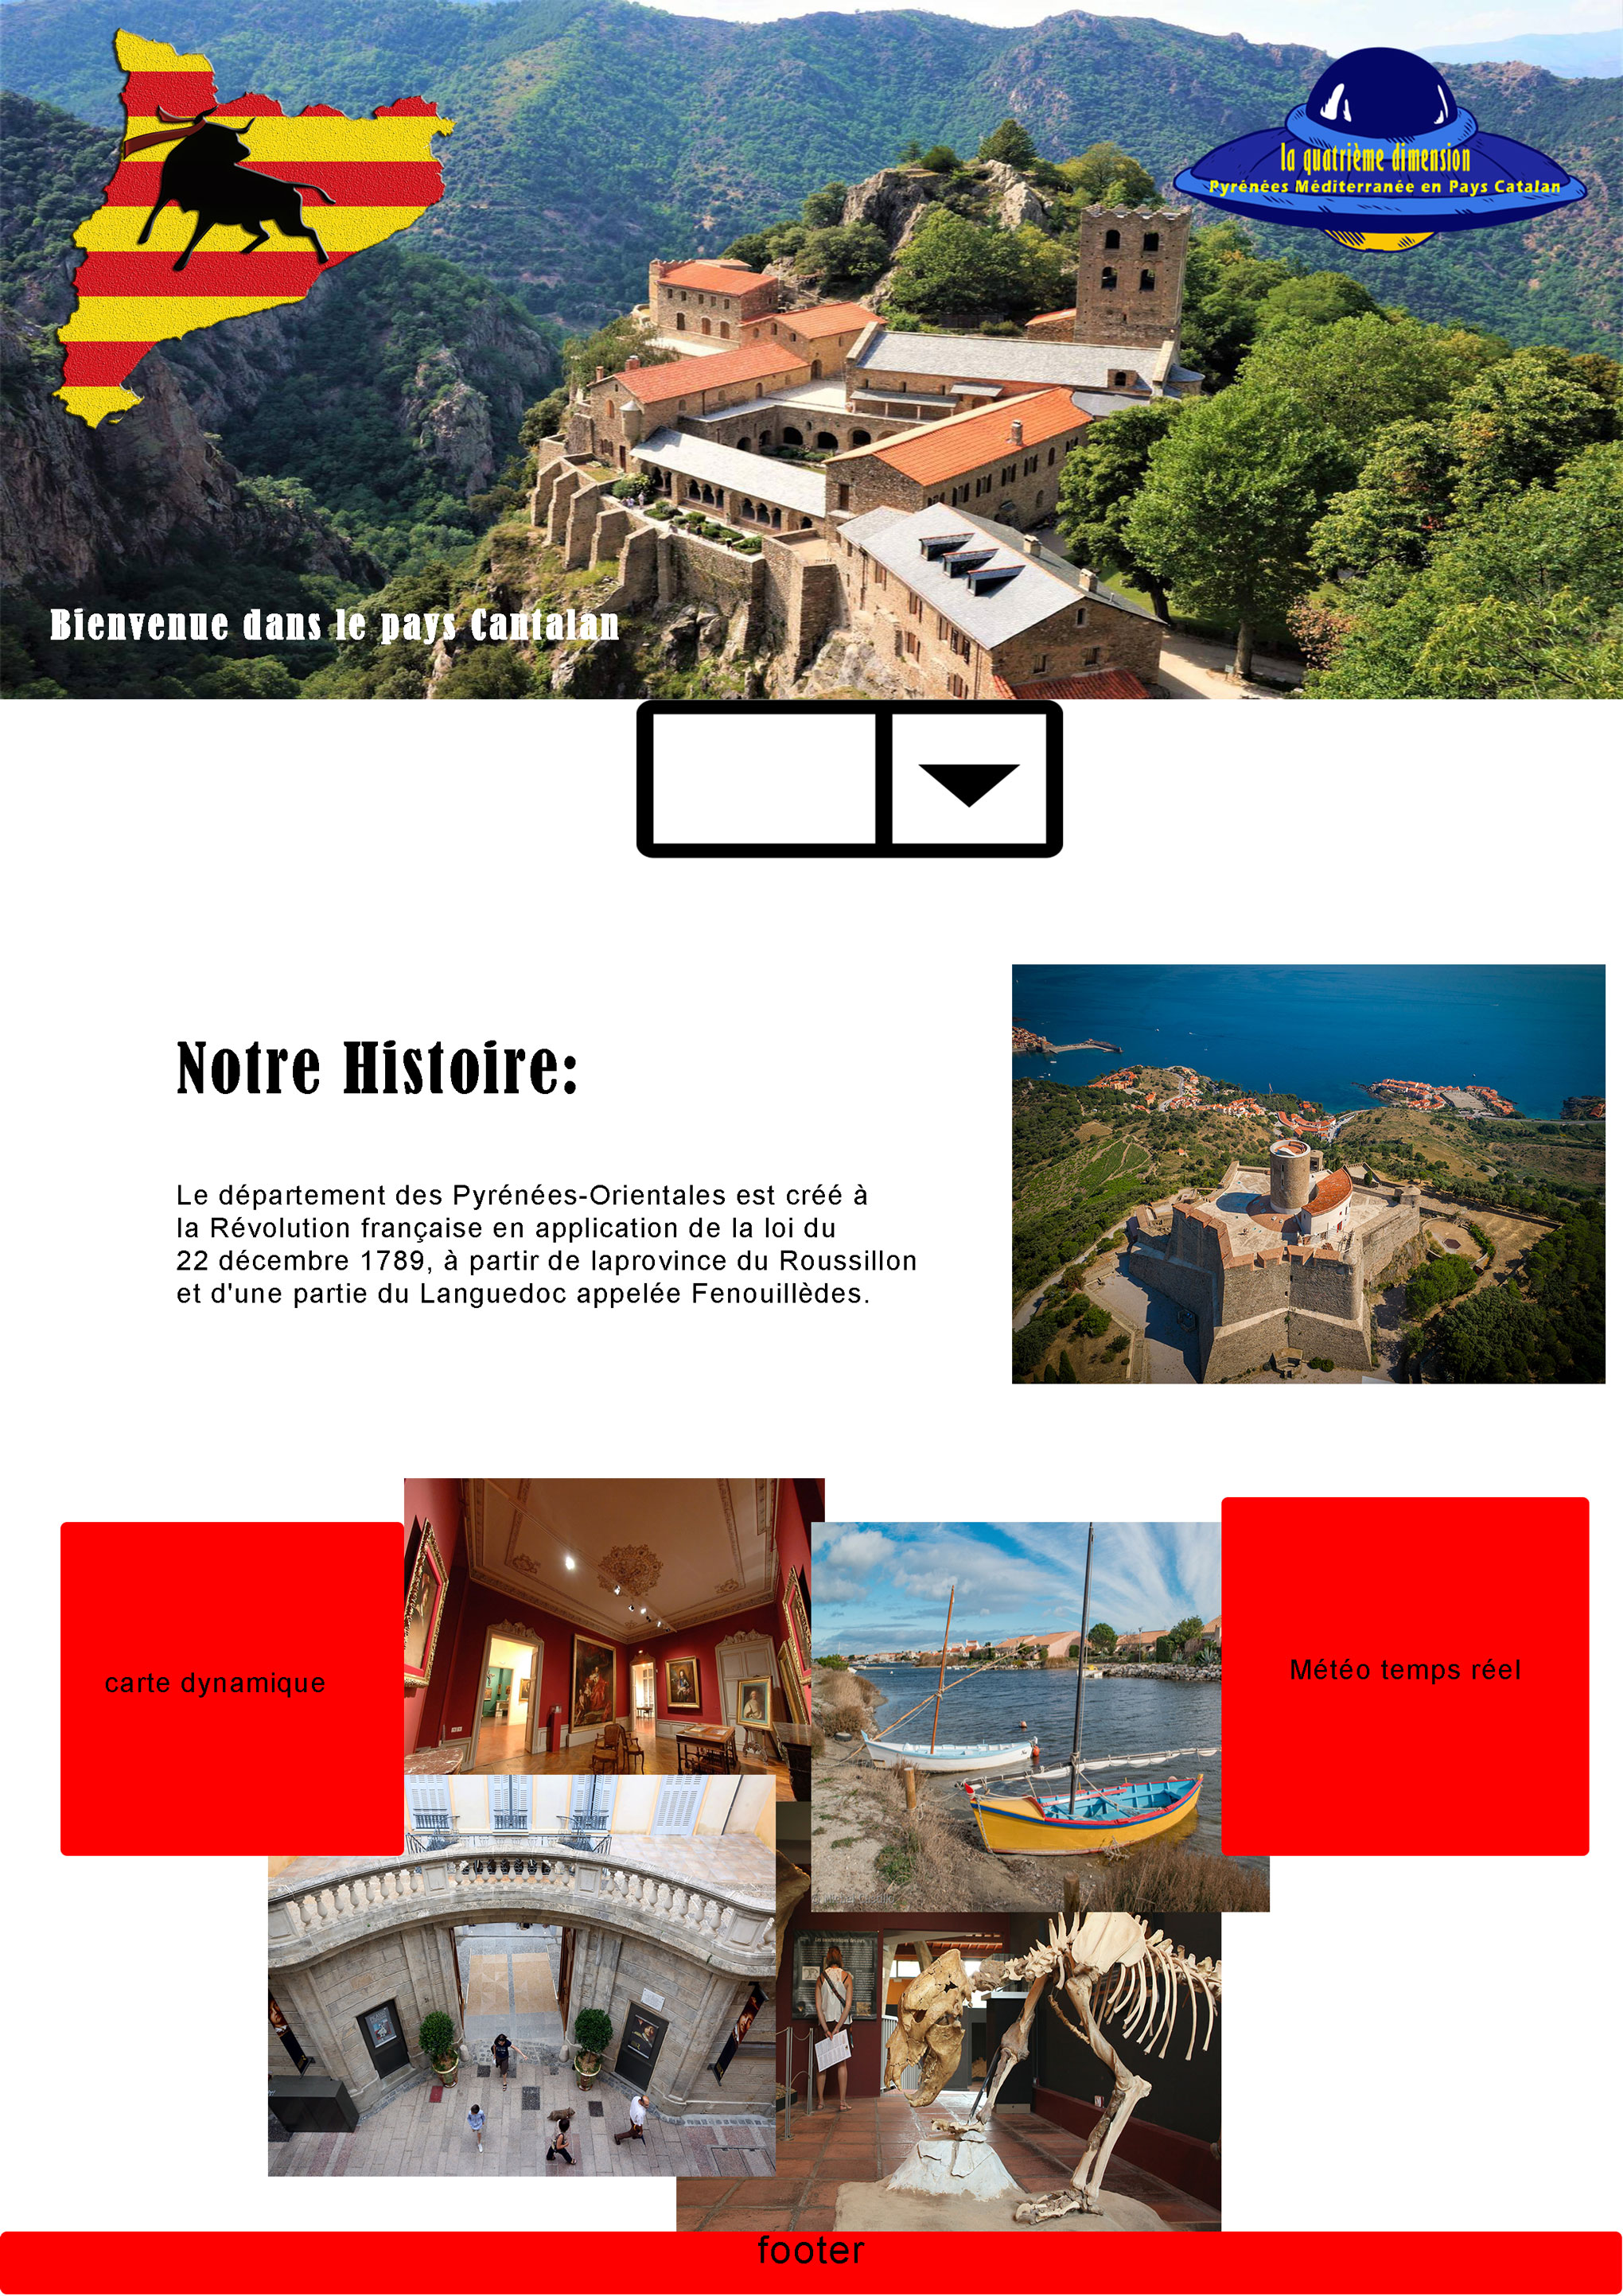 la quatrième dimension
Pyrénées Méditerranée en Pays Catalan
Bienvenue dans le pays Cantalan
Notre Histoire:
Le département des Pyrénées-Orientales est créé à
la Révolution française en application de la loi du
22 décembre 1789, à partir de laprovince du Roussillon
et d'une partie du Languedoc appelée Fenouillèdes.
carte dynamique
Météo temps réel
footer